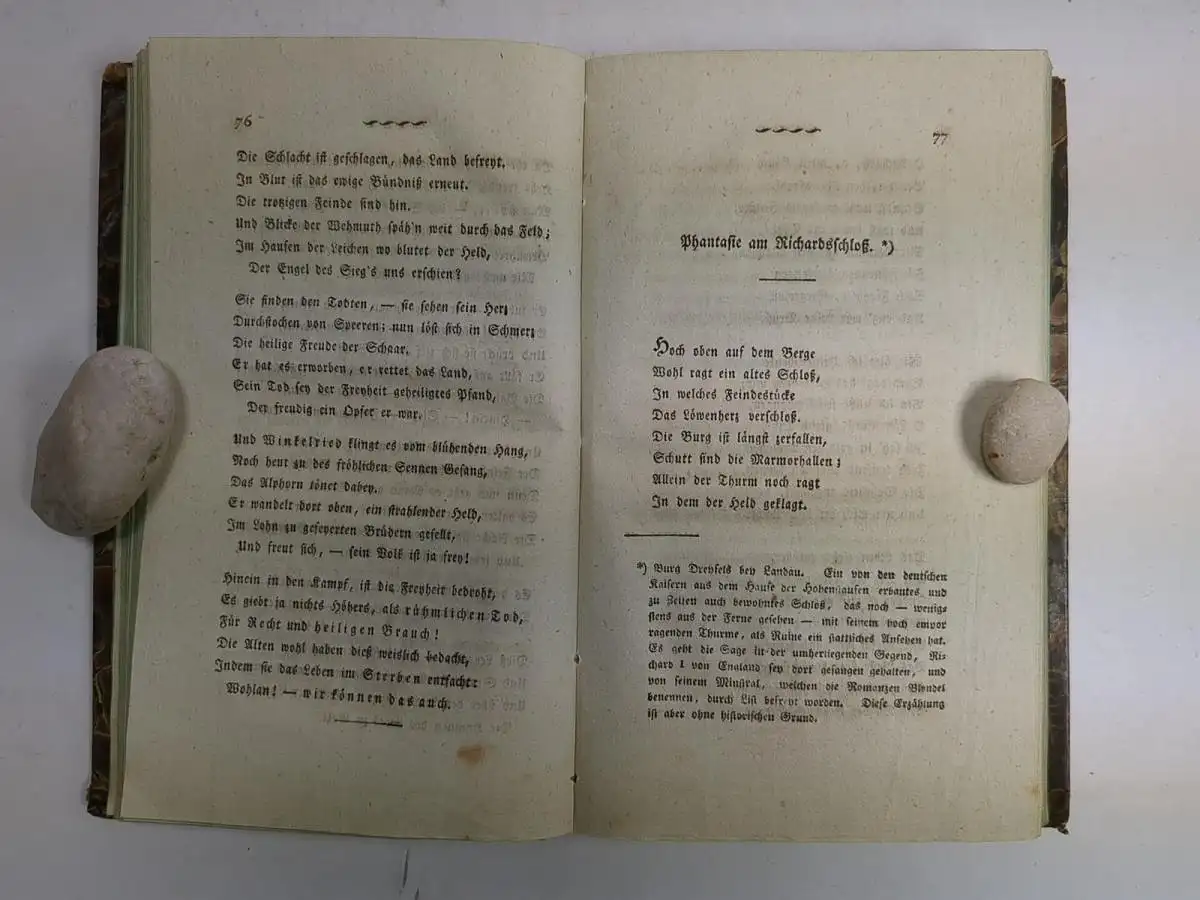 76
Die Schlacht ist geschlagen, das Land befreyt.
In Blut ist das ewige Bündniß erneut.
Die trotzigen Feinde sind hin.
Und Blicke der Wehmuth späh'n weit durch das Feld;
Im Haufen der Leichen wo blutet der Held,
Der Engel des Sieg's uns erschien?
Sie finden den Todten, — sie sehen sein Herz
Durchstochen von Speeren; nun löst sich in Schmerz
Die heilige Freude der Schaar.
Er hat es erworben, er rettet das Land,
Sein Tod sey der Freyheit geheiligtes Pfand,
Der freudig ein Opfer er war.
Und Winkelried klingt es vom blühenden Hang,
Noch heut zu des fröhlichen Sennen Gesang,
Das Alphorn tönet dabey.
Er wandelt dort oben, ein strahlender Held,
Im Lohn zu gefeyerten Brüdern gesellt,
Und freut sich, — sein Volk ist ja frey!
Hinein in den Kampf, ist die Freyheit bedroht,
Es giebt ja nichts Höhers, als rühmlichen Tod,
Für Recht und heiligen Brauch!
Die Alten wohl haben dieß weislich bedacht,
Indem sie das Leben im Sterben entfacht:
Wohlan! — wir können das auch.
77
Phantasie am Richardsschloß. *)
Hoch oben auf dem Berge
Wohl ragt ein altes Schloß,
In welches Feindestücke
Das Löwenherz verschloß.
Die Burg ist längst zerfallen,
Schutt sind die Marmorhallen;
Allein der Thurm noch ragt
In dem der Held geklagt.
*) Burg Dreyfels bey Landau. Ein von den deutschen
Kaisern aus dem Hause der Hohenstaufen erbautes und
zu Zeiten auch bewohntes Schloß, das noch — wenig-
stens aus der Ferne gesehen — mit seinem hoch empor
ragenden Thurme, als Ruine ein stattliches Ansehen hat.
Es geht die Sage in der umherliegenden Gegend, Ri-
chard I von England sey dort gefangen gehalten, und
von seinem Minstral, welchen die Romanzen Blondel
benennen, durch List befreyt worden. Diese Erzählung
ist aber ohne historischen Grund.